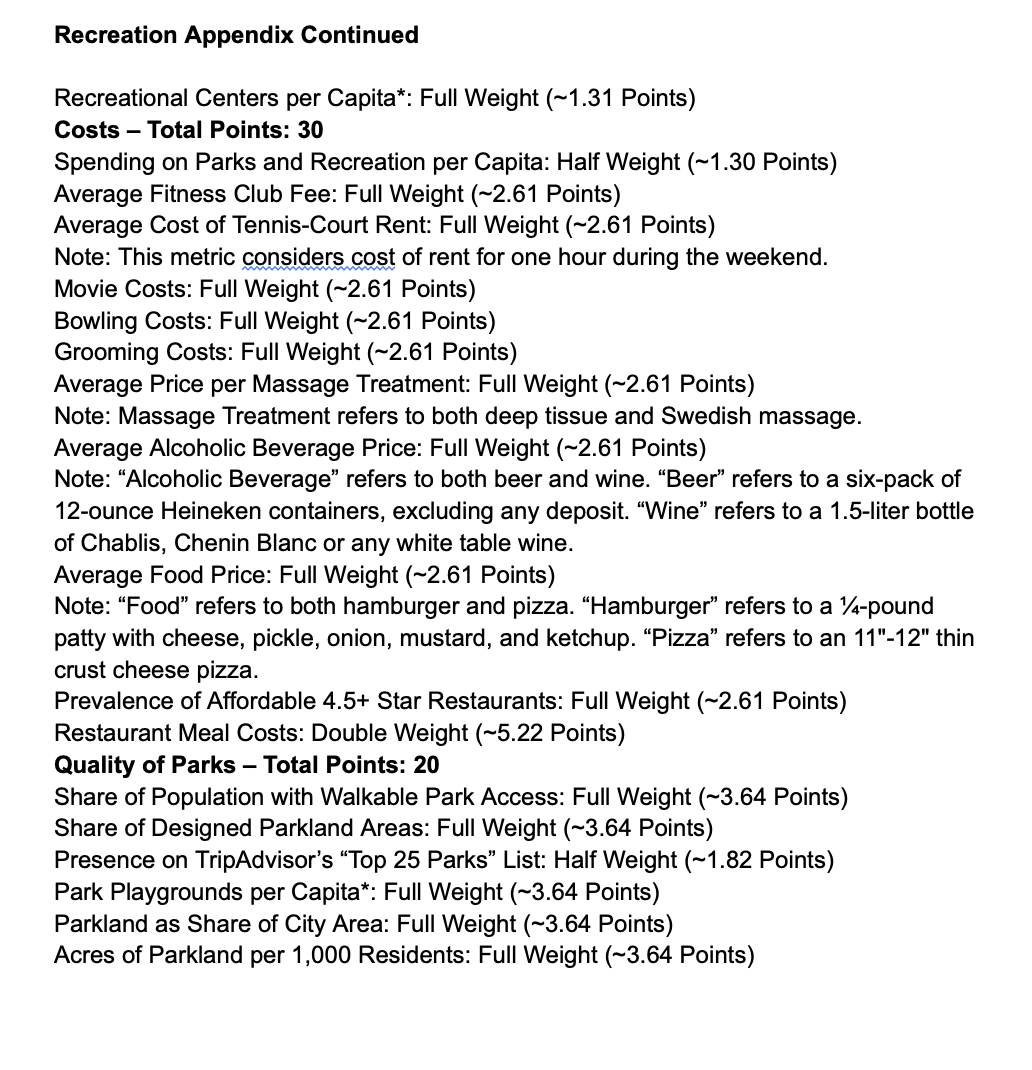 Recreation Appendix Continued
Recreational Centers per Capita*: Full Weight (~1.31 Points)
Costs – Total Points: 30
Spending on Parks and Recreation per Capita: Half Weight (~1.30 Points)
Average Fitness Club Fee: Full Weight (~2.61 Points)
Average Cost of Tennis-Court Rent: Full Weight (~2.61 Points)
Note: This metric considers cost of rent for one hour during the weekend.
Movie Costs: Full Weight (~2.61 Points)
Bowling Costs: Full Weight (~2.61 Points)
Grooming Costs: Full Weight (~2.61 Points)
Average Price per Massage Treatment: Full Weight (~2.61 Points)
Note: Massage Treatment refers to both deep tissue and Swedish massage.
Average Alcoholic Beverage Price: Full Weight (~2.61 Points)
Note: “Alcoholic Beverage” refers to both beer and wine. “Beer” refers to a six-pack of
12-ounce Heineken containers, excluding any deposit. “Wine” refers to a 1.5-liter bottle
of Chablis, Chenin Blanc or any white table wine.
Average Food Price: Full Weight (~2.61 Points)
Note: “Food” refers to both hamburger and pizza. “Hamburger” refers to a ¼-pound
patty with cheese, pickle, onion, mustard, and ketchup. “Pizza” refers to an 11"-12" thin
crust cheese pizza.
Prevalence of Affordable 4.5+ Star Restaurants: Full Weight (~2.61 Points)
Restaurant Meal Costs: Double Weight (~5.22 Points)
Quality of Parks – Total Points: 20
Share of Population with Walkable Park Access: Full Weight (~3.64 Points)
Share of Designed Parkland Areas: Full Weight (~3.64 Points)
Presence on TripAdvisor’s “Top 25 Parks” List: Half Weight (~1.82 Points)
Park Playgrounds per Capita*: Full Weight (~3.64 Points)
Parkland as Share of City Area: Full Weight (~3.64 Points)
Acres of Parkland per 1,000 Residents: Full Weight (~3.64 Points)